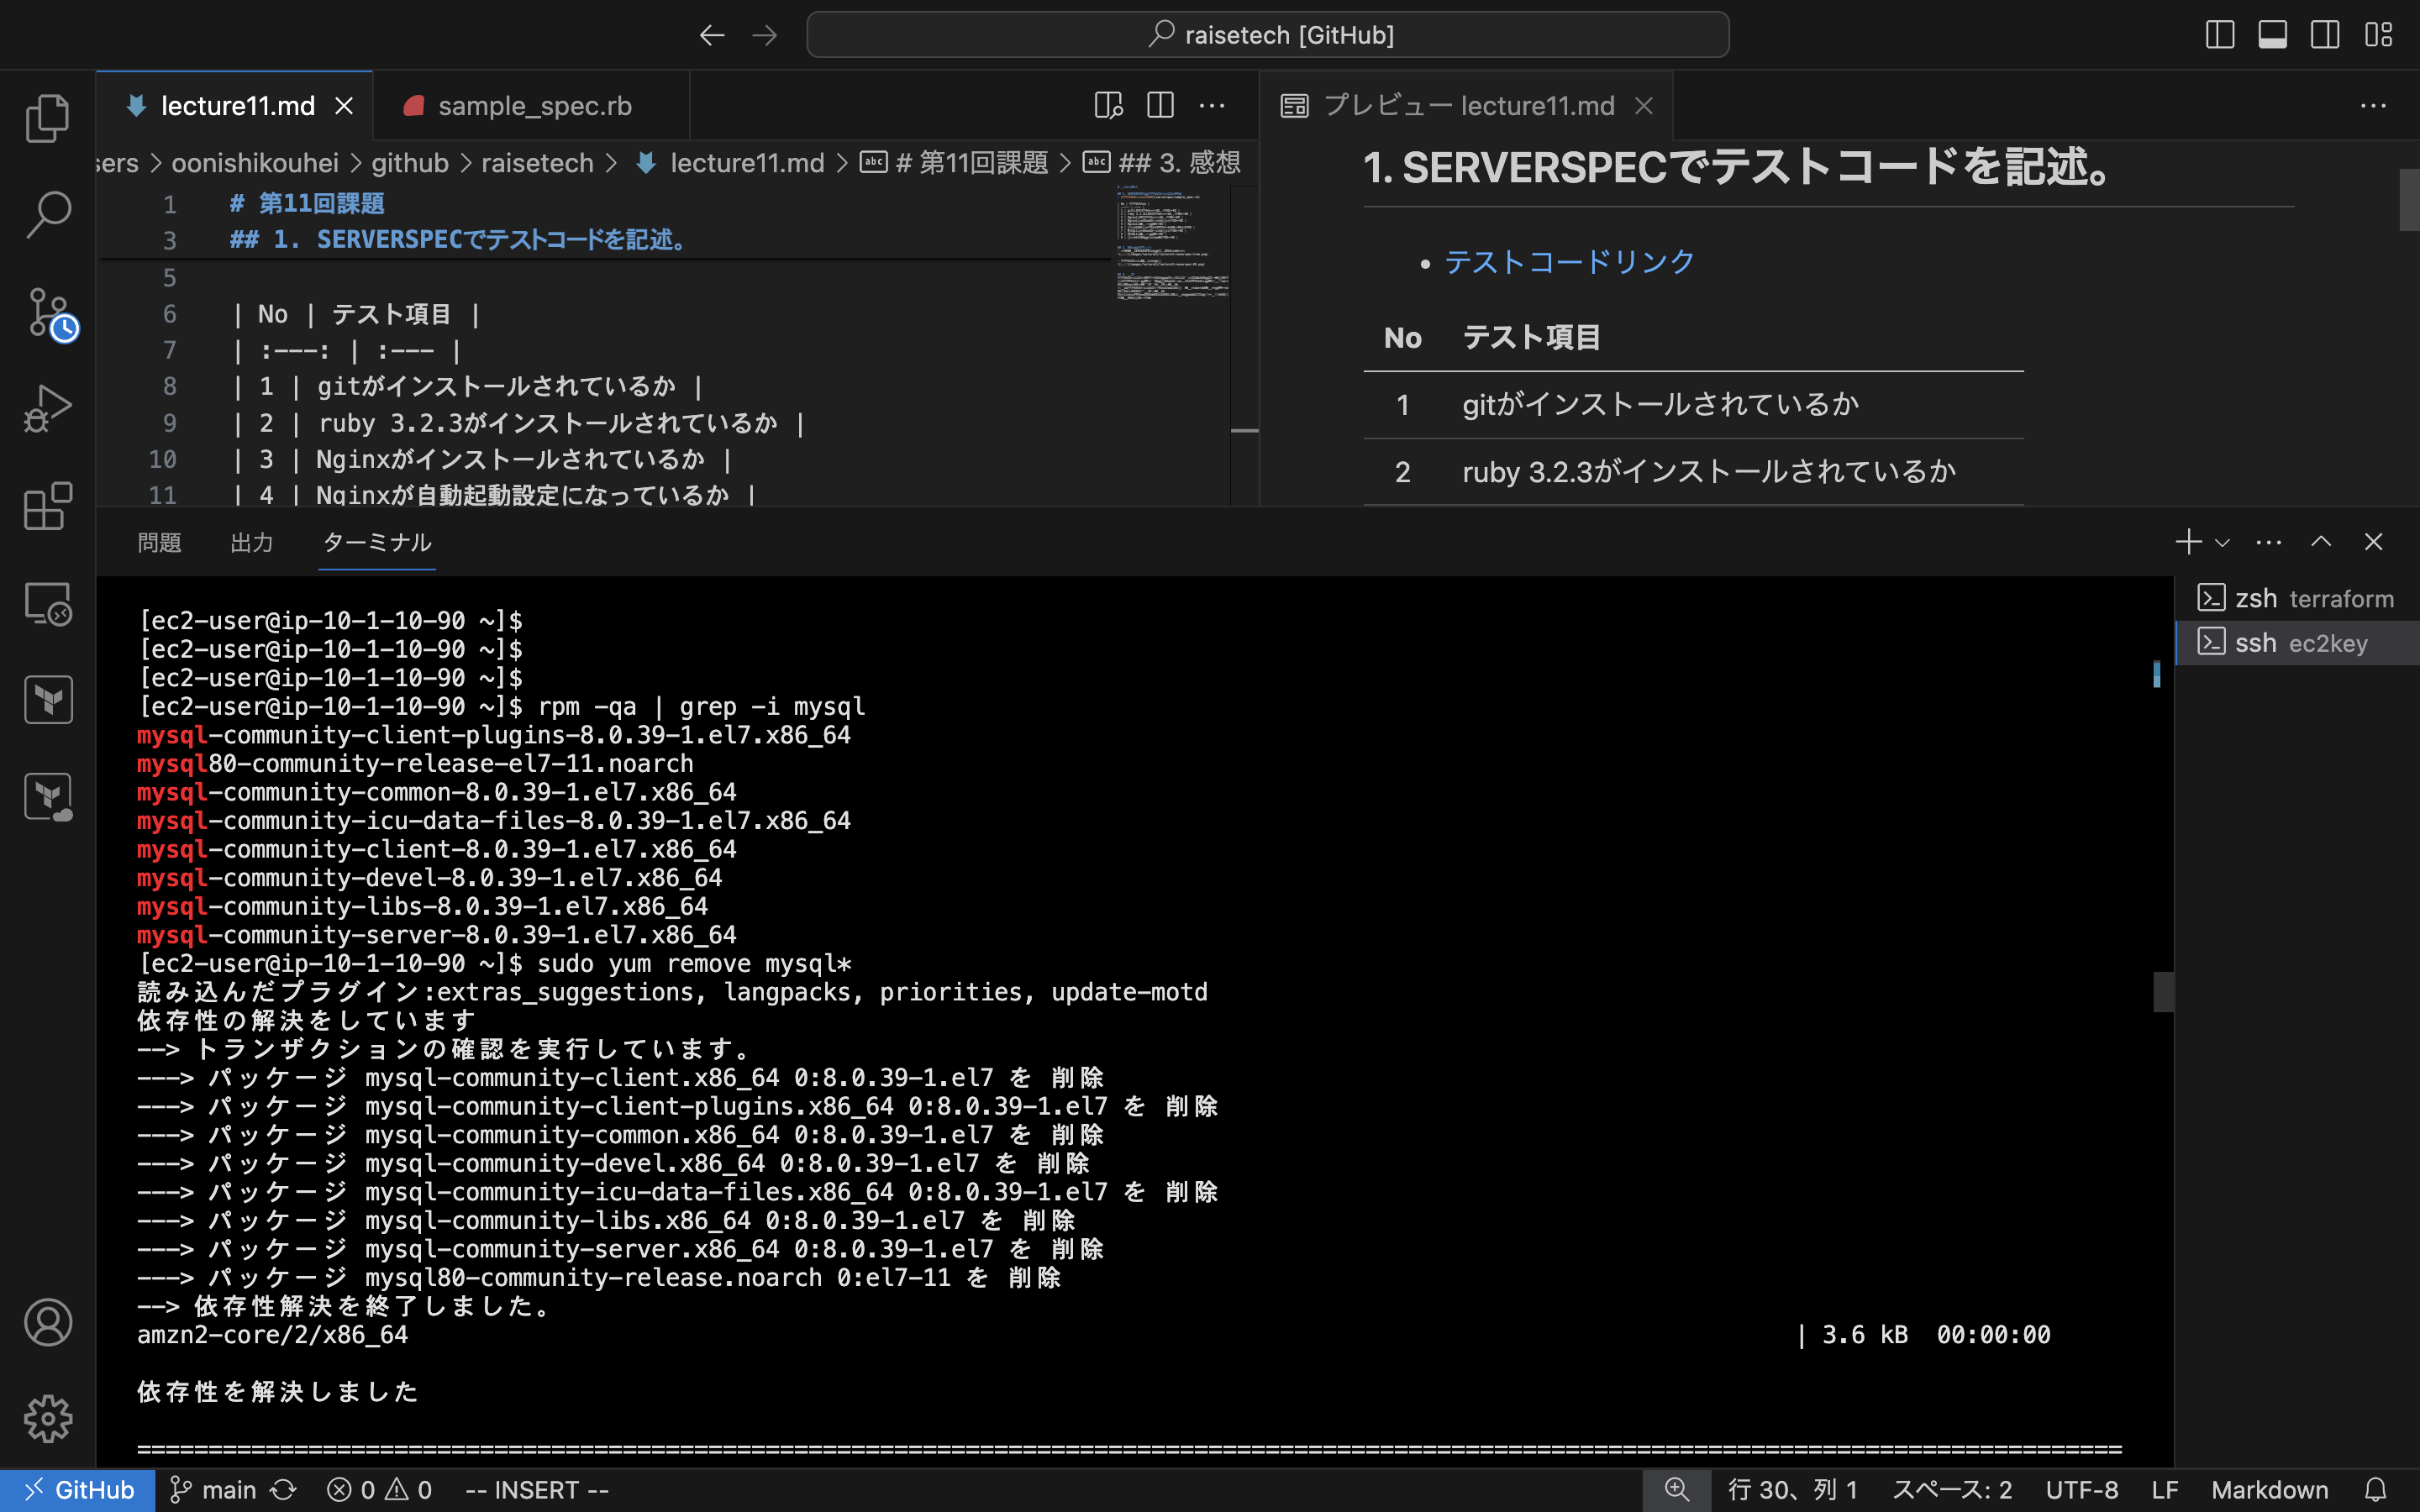 raisetech [GitHub]
lecture11.md
sample_spec.rb
プレビュー lecture11.md
sers > oonishikouhei > github > raisetech > lecture11.md > # 第11回課題 > ## 3. 感想
1 # 第11回課題
3 ## 1. SERVERSPECでテストコードを記述。
5
6 | No | テスト項目 |
7 | :---: | :--- |
8 | 1 | gitがインストールされているか |
9 | 2 | ruby 3.2.3がインストールされているか |
10 | 3 | Nginxがインストールされているか |
11 | 4 | Nginxが自動起動設定になっているか |
1. SERVERSPECでテストコードを記述。
• テストコードリンク
No テスト項目
1 gitがインストールされているか
2 ruby 3.2.3がインストールされているか
問題 出力 ターミナル
zsh terraform
ssh ec2key
[ec2-user@ip-10-1-10-90 ~]$
[ec2-user@ip-10-1-10-90 ~]$
[ec2-user@ip-10-1-10-90 ~]$
[ec2-user@ip-10-1-10-90 ~]$ rpm -qa | grep -i mysql
mysql-community-client-plugins-8.0.39-1.el7.x86_64
mysql80-community-release-el7-11.noarch
mysql-community-common-8.0.39-1.el7.x86_64
mysql-community-icu-data-files-8.0.39-1.el7.x86_64
mysql-community-client-8.0.39-1.el7.x86_64
mysql-community-devel-8.0.39-1.el7.x86_64
mysql-community-libs-8.0.39-1.el7.x86_64
mysql-community-server-8.0.39-1.el7.x86_64
[ec2-user@ip-10-1-10-90 ~]$ sudo yum remove mysql*
読み込んだプラグイン:extras_suggestions, langpacks, priorities, update-motd
依存性の解決をしています
--> トランザクションの確認を実行しています。
---> パッケージ mysql-community-client.x86_64 0:8.0.39-1.el7 を 削除
---> パッケージ mysql-community-client-plugins.x86_64 0:8.0.39-1.el7 を 削除
---> パッケージ mysql-community-common.x86_64 0:8.0.39-1.el7 を 削除
---> パッケージ mysql-community-devel.x86_64 0:8.0.39-1.el7 を 削除
---> パッケージ mysql-community-icu-data-files.x86_64 0:8.0.39-1.el7 を 削除
---> パッケージ mysql-community-libs.x86_64 0:8.0.39-1.el7 を 削除
---> パッケージ mysql-community-server.x86_64 0:8.0.39-1.el7 を 削除
---> パッケージ mysql80-community-release.noarch 0:el7-11 を 削除
--> 依存性解決を終了しました。
amzn2-core/2/x86_64 | 3.6 kB 00:00:00
依存性を解決しました
================================================================================
GitHub main 0 0 -- INSERT -- 行 30、列 1 スペース: 2 UTF-8 LF Markdown